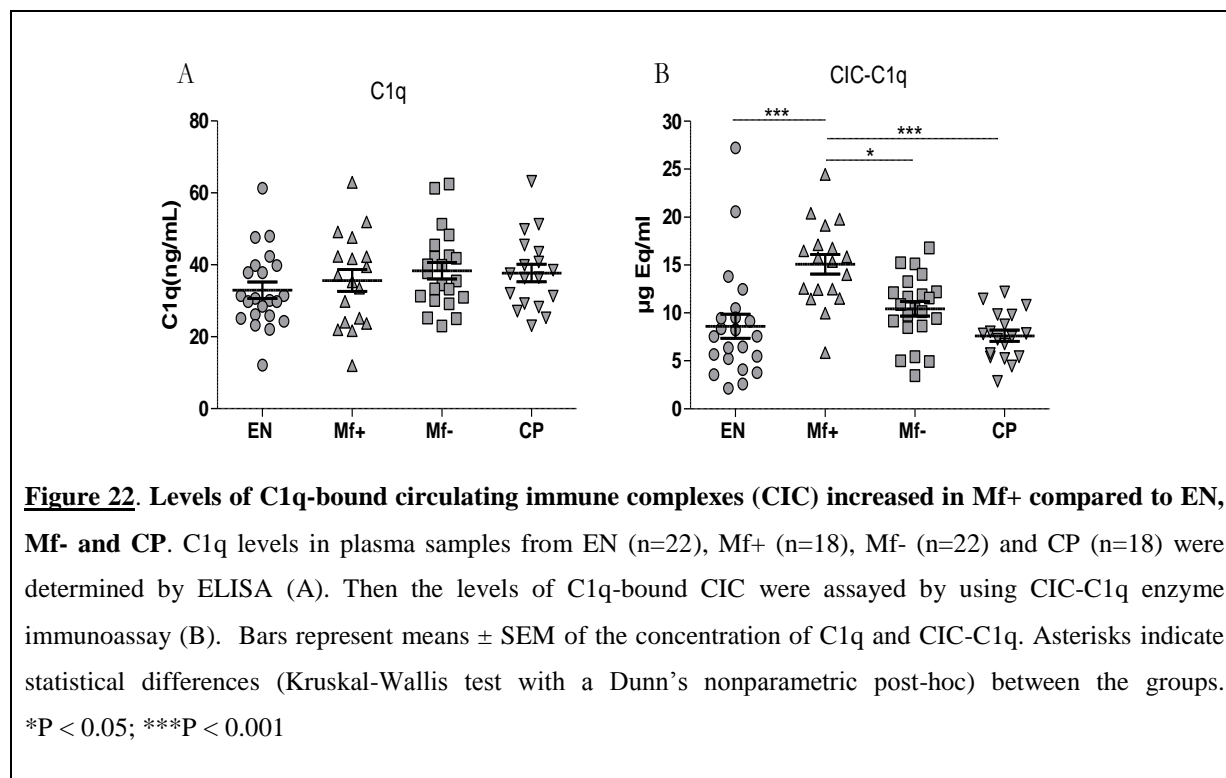 A
C1q
C1q(ng/mL)
80
60
40
20
0
EN Mf+ Mf- CP
B
CIC-C1q
µg Eq/ml
30
25
20
15
10
5
0
***
***
*
EN Mf+ Mf- CP
Figure 22. Levels of C1q-bound circulating immune complexes (CIC) increased in Mf+ compared to EN,
Mf- and CP. C1q levels in plasma samples from EN (n=22), Mf+ (n=18), Mf- (n=22) and CP (n=18) were
determined by ELISA (A). Then the levels of C1q-bound CIC were assayed by using CIC-C1q enzyme
immunoassay (B). Bars represent means ± SEM of the concentration of C1q and CIC-C1q. Asterisks indicate
statistical differences (Kruskal-Wallis test with a Dunn’s nonparametric post-hoc) between the groups.
*P < 0.05; ***P < 0.001